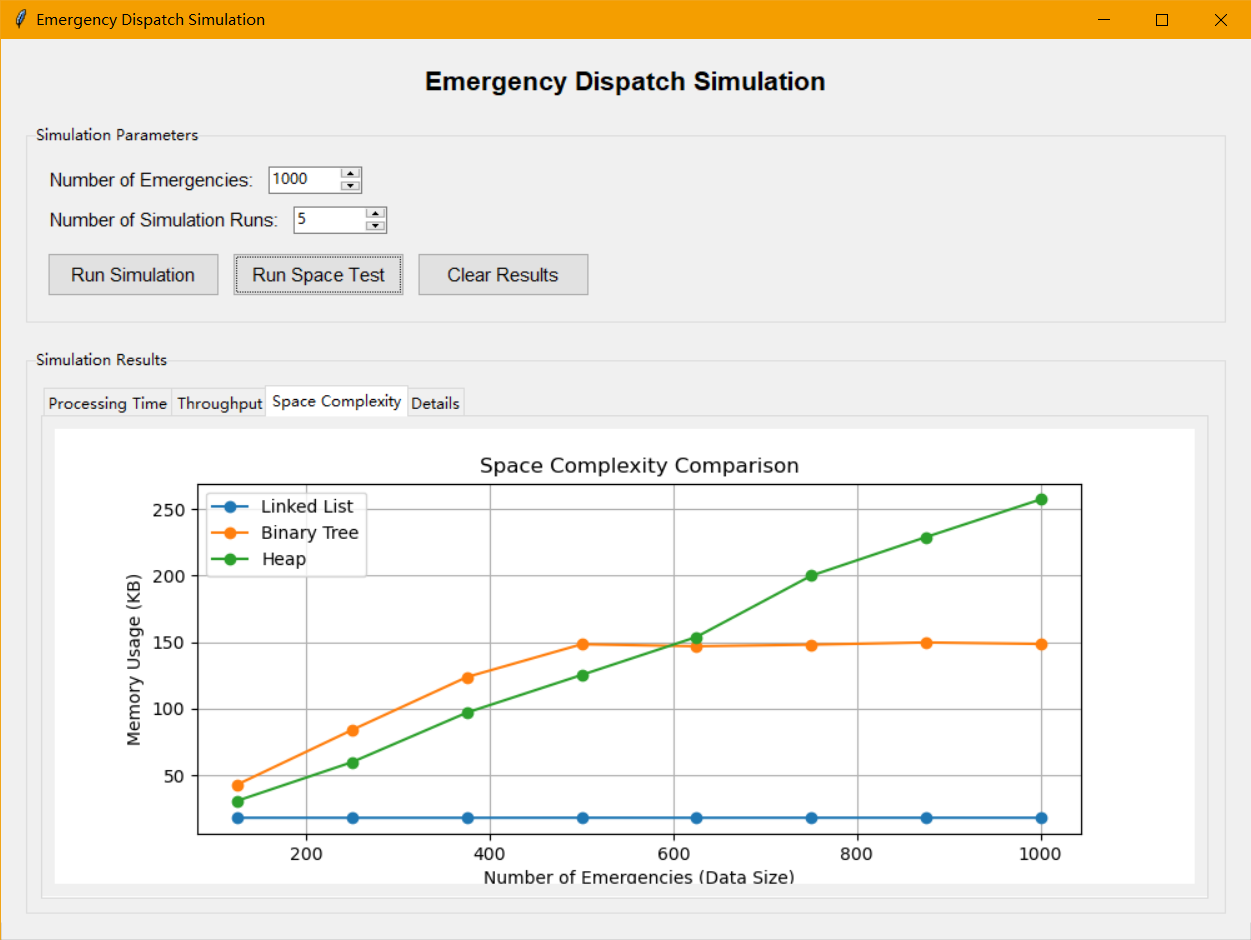 Emergency Dispatch Simulation
Emergency Dispatch Simulation
Simulation Parameters
Number of Emergencies: 1000
Number of Simulation Runs: 5
Run Simulation Run Space Test Clear Results
Simulation Results
Processing Time Throughput Space Complexity Details
Space Complexity Comparison
Linked List
Binary Tree
Heap
Memory Usage (KB)
250
200
150
100
50
200 400 600 800 1000
Number of Emergencies (Data Size)